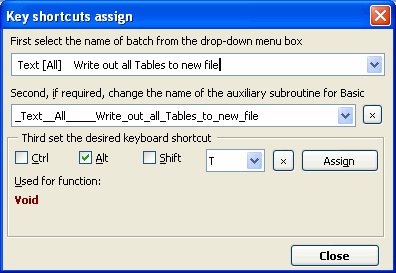 Key shortcuts assign
First select the name of batch from the drop-down menu box
Text [All] Write out all Tables to new file
Second, if required, change the name of the auxiliary subroutine for Basic
_Text__All_____Write_out_all_Tables_to_new_file
×
Third set the desired keyboard shortcut
Ctrl Alt Shift T × Assign
Used for function:
Void
Close